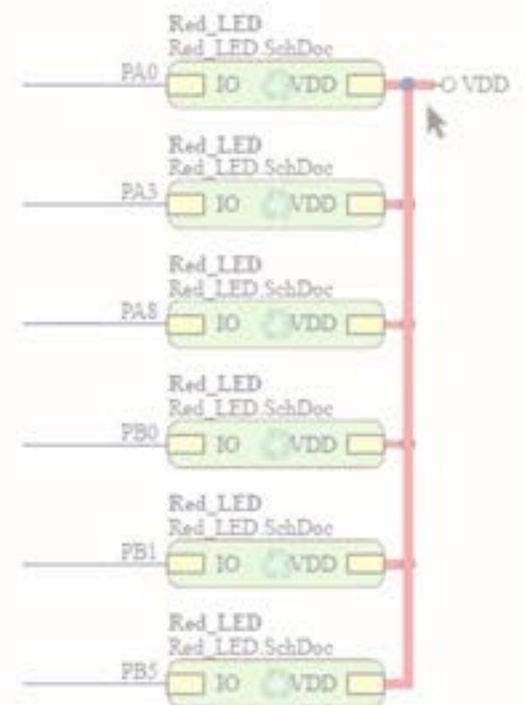 Red_LED
Red_LED.SchDoc
PA0 IO VDD VDD
Red_LED
Red_LED.SchDoc
PA3 IO VDD
Red_LED
Red_LED.SchDoc
PA8 IO VDD
Red_LED
Red_LED.SchDoc
PB0 IO VDD
Red_LED
Red_LED.SchDoc
PB1 IO VDD
Red_LED
Red_LED.SchDoc
PB5 IO VDD